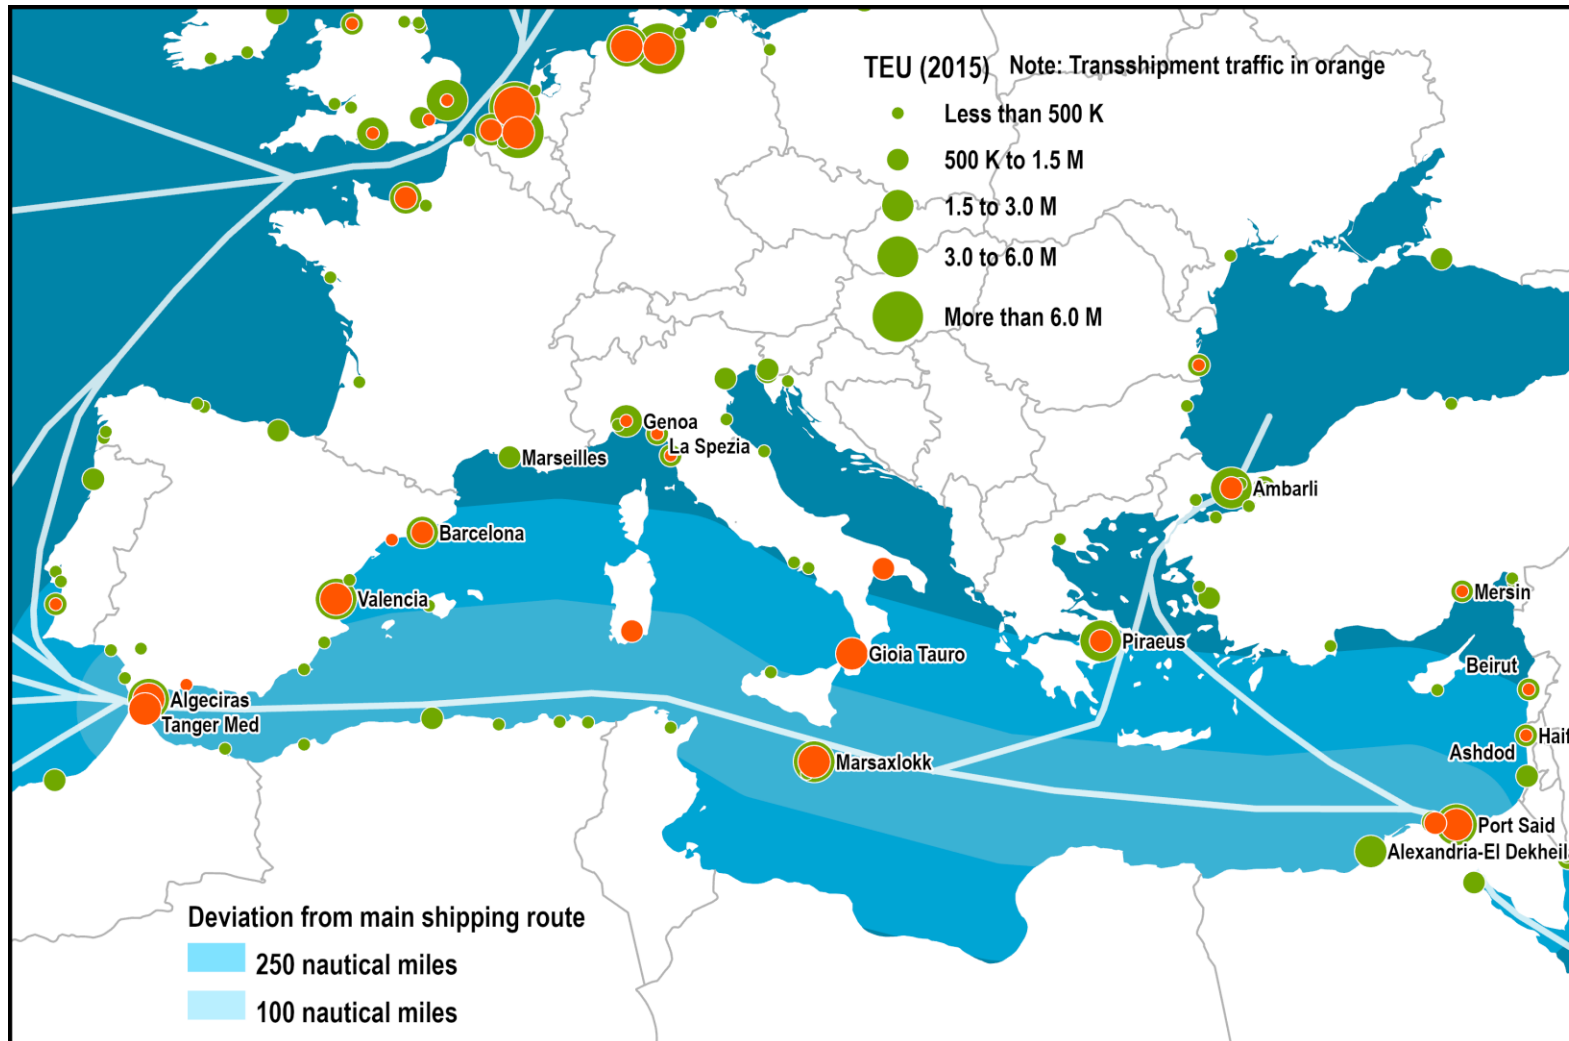 TEU (2015) Note: Transshipment traffic in orange
Less than 500 K
500 K to 1.5 M
1.5 to 3.0 M
3.0 to 6.0 M
More than 6.0 M
Genoa
La Spezia
Marseilles
Barcelona
Valencia
Ambarli
Mersin
Piraeus
Gioia Tauro
Beirut
Algeciras
Tanger Med
Haif
Ashdod
Marsaxlokk
Port Said
Alexandria-El Dekheila
Deviation from main shipping route
250 nautical miles
100 nautical miles